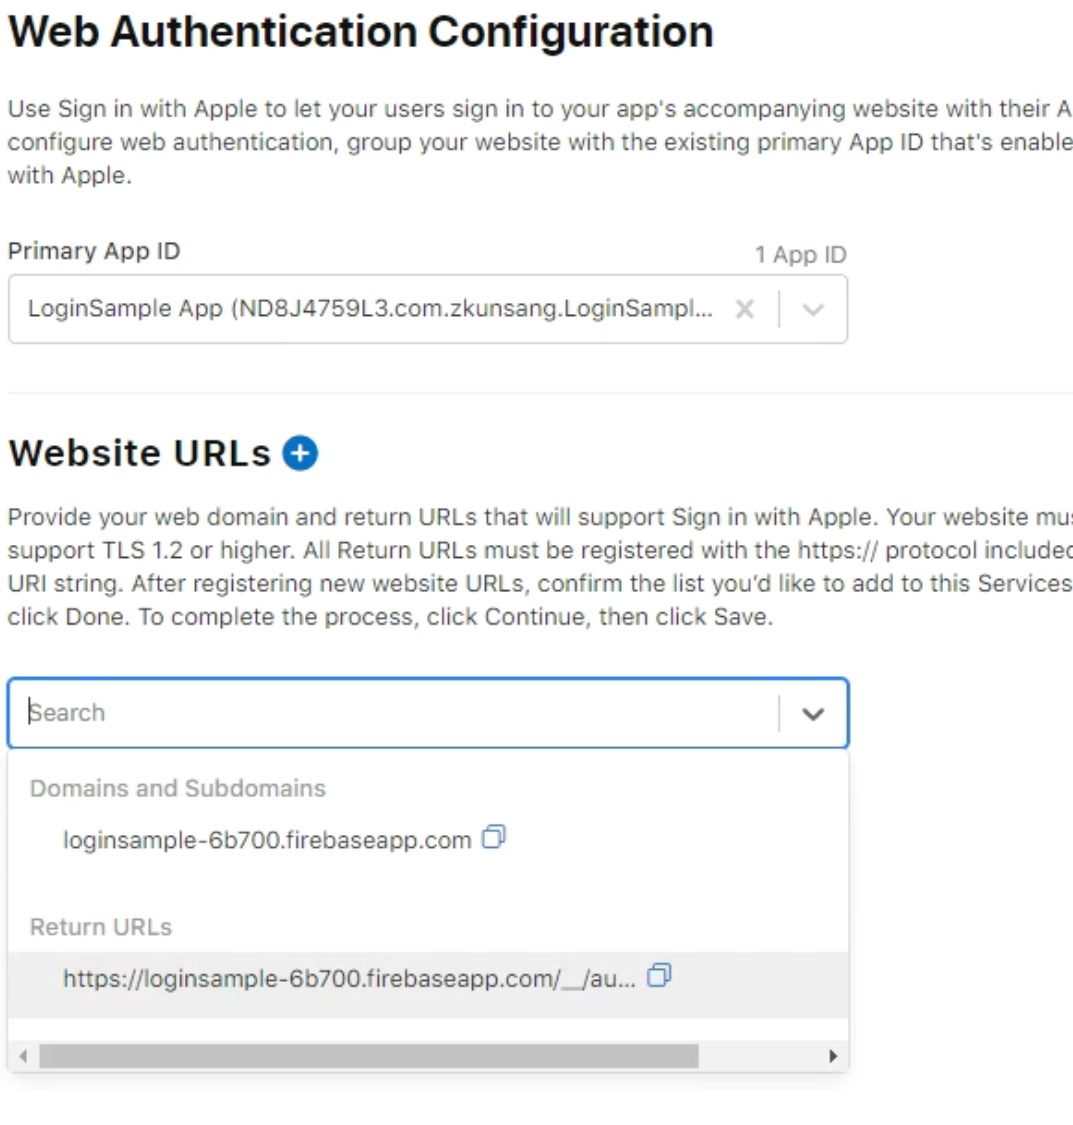 Web Authentication Configuration
Use Sign in with Apple to let your users sign in to your app's accompanying website with their A
configure web authentication, group your website with the existing primary App ID that's enable
with Apple.
Primary App ID
1 App ID
LoginSample App (ND8J4759L3.com.zkunsang.LoginSampl...
Website URLs
Provide your web domain and return URLs that will support Sign in with Apple. Your website mus
support TLS 1.2 or higher. All Return URLs must be registered with the https:// protocol included
URI string. After registering new website URLs, confirm the list you'd like to add to this Services
click Done. To complete the process, click Continue, then click Save.
Search
Domains and Subdomains
loginsample-6b700.firebaseapp.com
Return URLs
https://loginsample-6b700.firebaseapp.com/__/au...